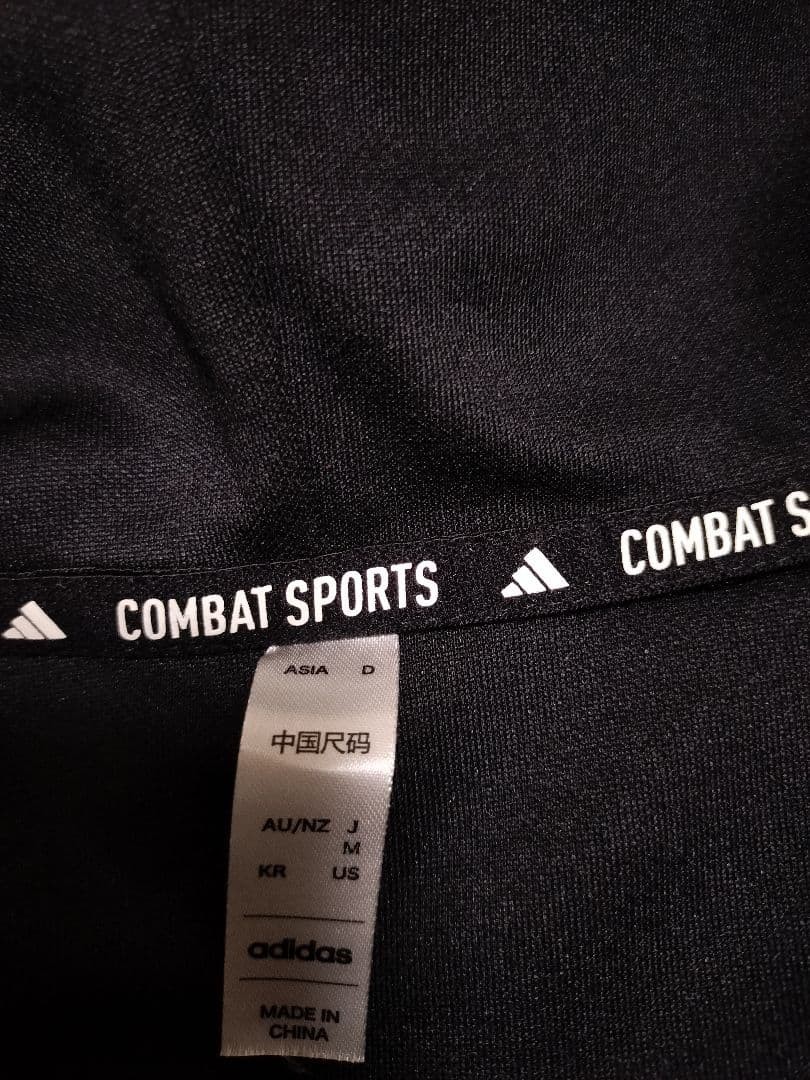 COMBAT SPORTS
COMBAT S
ASIA D
中国尺码
AU/NZ J
M
KR US
adidas
MADE IN
CHINA